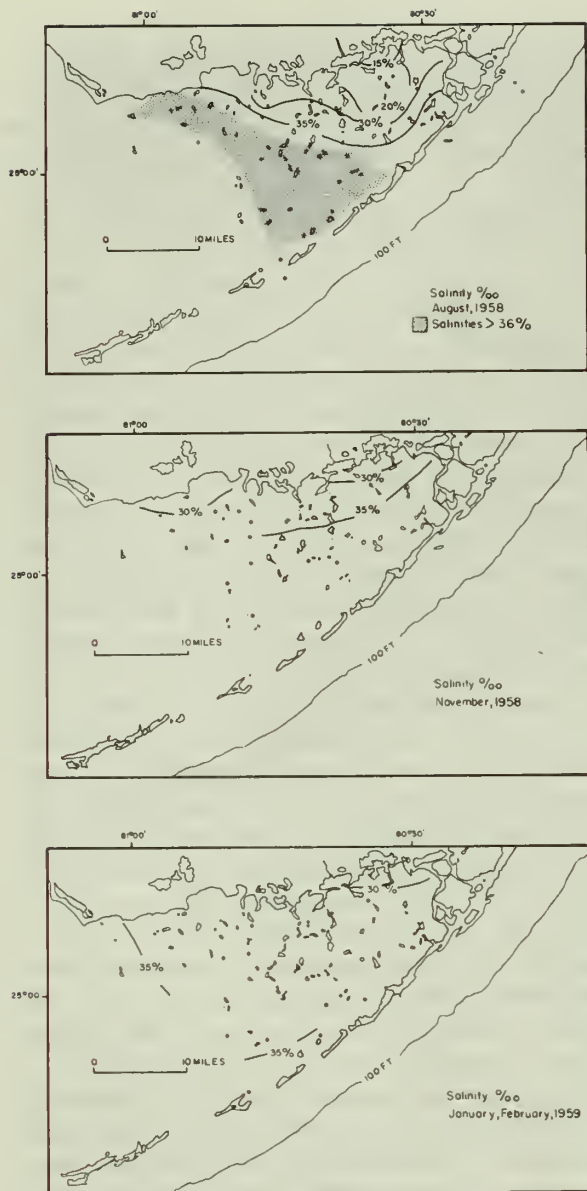 81°00'
80°30'
15%
20%
30%
35%
25°00'
0 10 MILES
100 FT
Salinity ‰
August, 1958
Salinities > 36%
81°00'
80°30'
30%
30%
35%
25°00'
0 10 MILES
100 FT
Salinity ‰
November, 1958
81°00'
80°30'
30 %
35%
25°00'
35%
0 10 MILES
100 FT
Salinity ‰
January, February, 1959